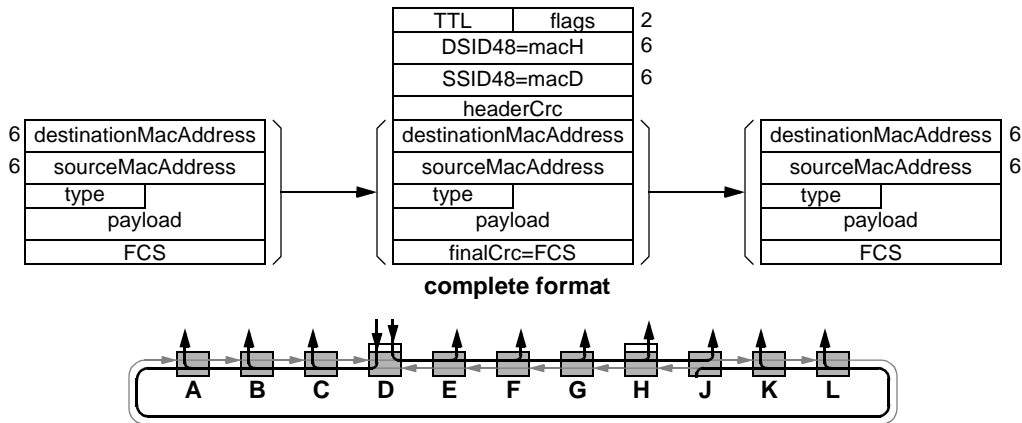 TTL flags 2
DSID48=macH 6
SSID48=macD 6
headerCrc
6 destinationMacAddress
6 sourceMacAddress
type
payload
FCS
destinationMacAddress
sourceMacAddress
type
payload
finalCrc=FCS
destinationMacAddress 6
sourceMacAddress 6
type
payload
FCS
complete format
A B C D E F G H J K L